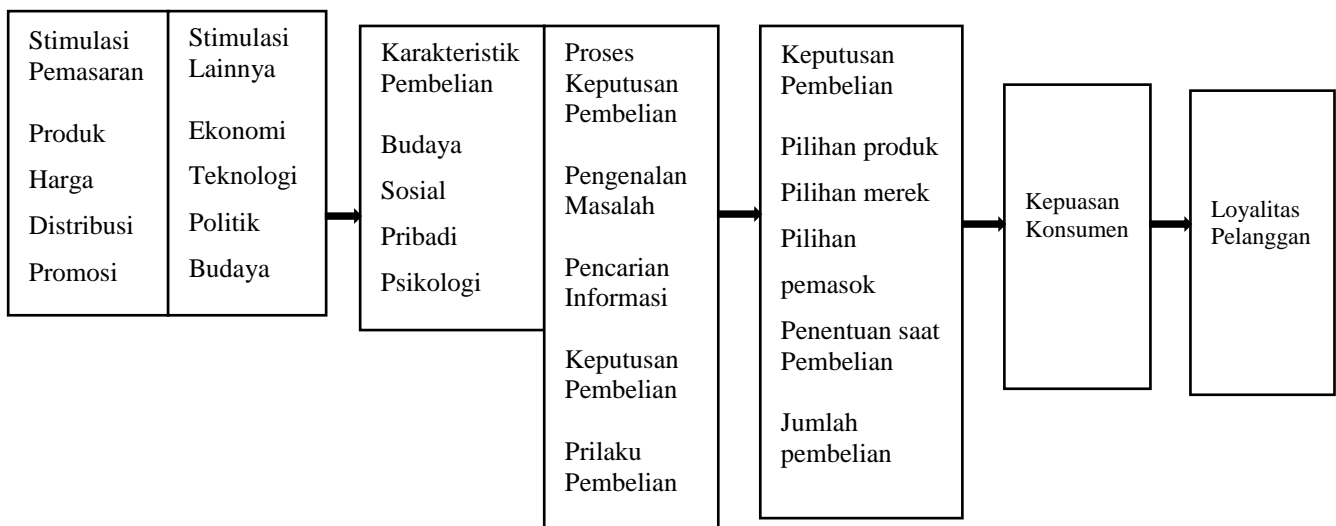 Stimulasi
Pemasaran
Produk
Harga
Distribusi
Promosi
Stimulasi
Lainnya
Ekonomi
Teknologi
Politik
Budaya
Karakteristik
Pembelian
Budaya
Sosial
Pribadi
Psikologi
Proses
Keputusan
Pembelian
Pengenalan
Masalah
Pencarian
Informasi
Keputusan
Pembelian
Prilaku
Pembelian
Keputusan
Pembelian
Pilihan produk
Pilihan merek
Pilihan
pemasok
Penentuan saat
Pembelian
Jumlah
pembelian
Kepuasan
Konsumen
Loyalitas
Pelanggan